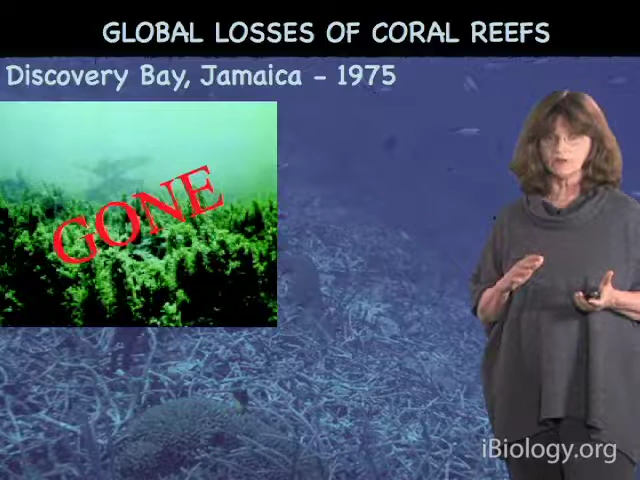 GLOBAL LOSSES OF CORAL REEFS
Discovery Bay, Jamaica - 1975
GONE
iBiology.org